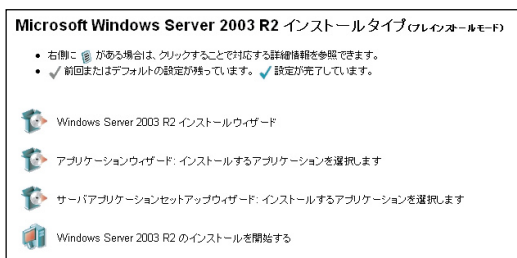 Microsoft Windows Server 2003 R2 インストールタイプ(プレインストールモード)
右側に がある場合は、クリックすることで対応する詳細情報を参照できます。
前回またはデフォルトの設定が残っています。 設定が完了しています。
Windows Server 2003 R2 インストールウィザード
アプリケーションウィザード: インストールするアプリケーションを選択します
サーバアプリケーションセットアップウィザード: インストールするアプリケーションを選択します
Windows Server 2003 R2 のインストールを開始する